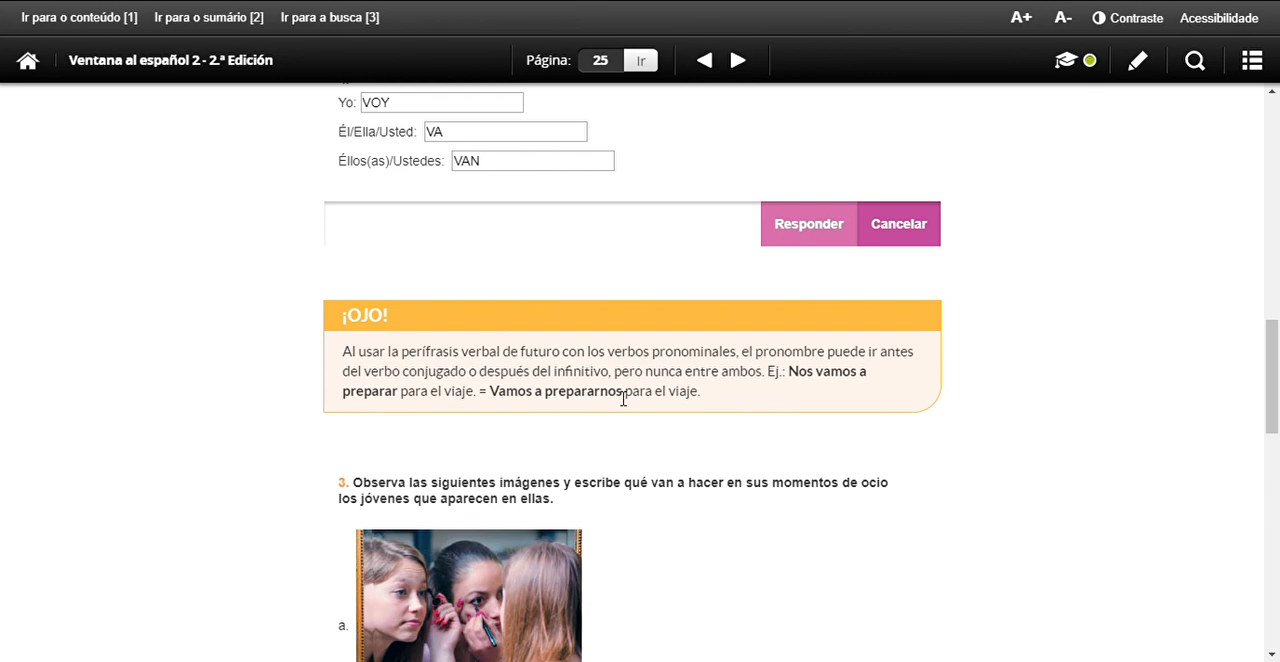 Ir para o conteúdo [1] Ir para o sumário [2] Ir para a busca [3] A+ A- Contraste Acessibilidade
Ventana al español 2 - 2.ª Edición Página: 25 Ir
Yo: VOY
Él/Ella/Usted: VA
Éllos(as)/Ustedes: VAN
Responder Cancelar
¡OJO!
Al usar la perífrasis verbal de futuro con los verbos pronominales, el pronombre puede ir antes
del verbo conjugado o después del infinitivo, pero nunca entre ambos. Ej.: Nos vamos a
preparar para el viaje. = Vamos a prepararnos para el viaje.
3. Observa las siguientes imágenes y escribe qué van a hacer en sus momentos de ocio
los jóvenes que aparecen en ellas.
a.